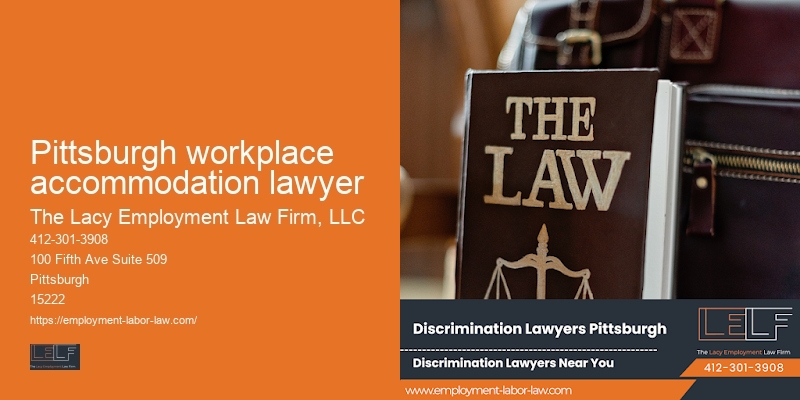 Pittsburgh workplace
accommodation lawyer
The Lacy Employment Law Firm, LLC
412-301-3908
100 Fifth Ave Suite 509
Pittsburgh
15222
https://employment-labor-law.com/
LELF
The Lacy Employment Law Firm
THE
LAW
Discrimination Lawyers Pittsburgh
Discrimination Lawyers Near You
LELF
The Lacy Employment Law Firm
412-301-3908
www.employment-labor-law.com